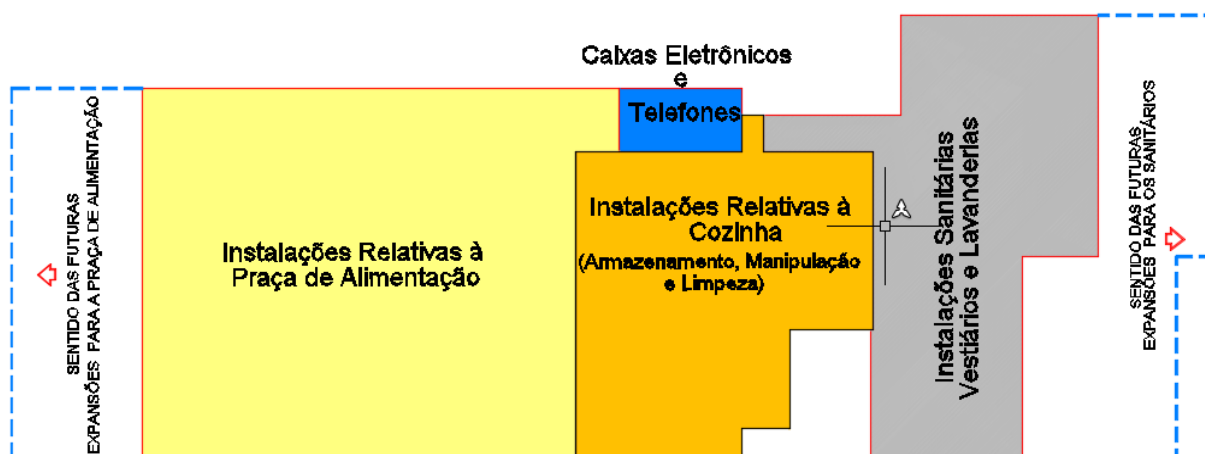 Caixas Eletrônicos
e
Telefones
SENTIDO DAS FUTURAS
EXPANSÕES PARA A PRAÇA DE ALIMENTAÇÃO
Instalações Relativas à
Praça de Alimentação
Instalações Relativas à
Cozinha
(Armazenamento, Manipulação
e Limpeza)
Instalações Sanitárias
Vestiários e Lavanderias
SENTIDO DAS FUTURAS
EXPANSÕES PARA OS SANITÁRIOS